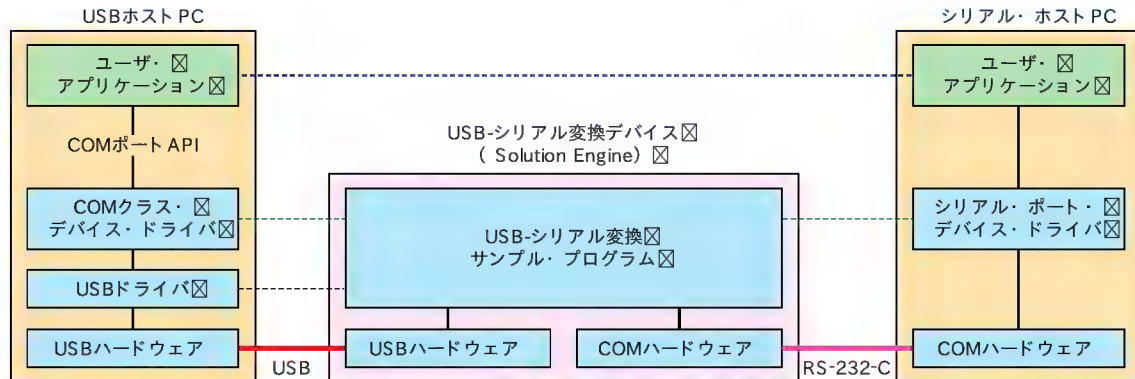 USBホストPC
ユーザ・
アプリケーション
COMポートAPI
COMクラス・
デバイス・ドライバ
USBドライバ
USBハードウェア
USB
USB-シリアル変換デバイス
( Solution Engine)
USB-シリアル変換
サンプル・プログラム
USBハードウェア
COMハードウェア
RS-232-C
シリアル・ホストPC
ユーザ・
アプリケーション
シリアル・ポート・
デバイス・ドライバ
COMハードウェア